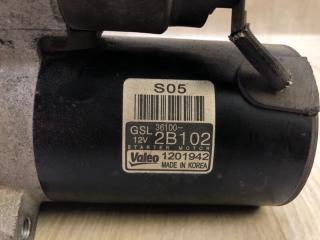 S05
GSL 36100-
12V 2B102
STARTER MOTOR
Valeo 1201942
MADE IN KOREA